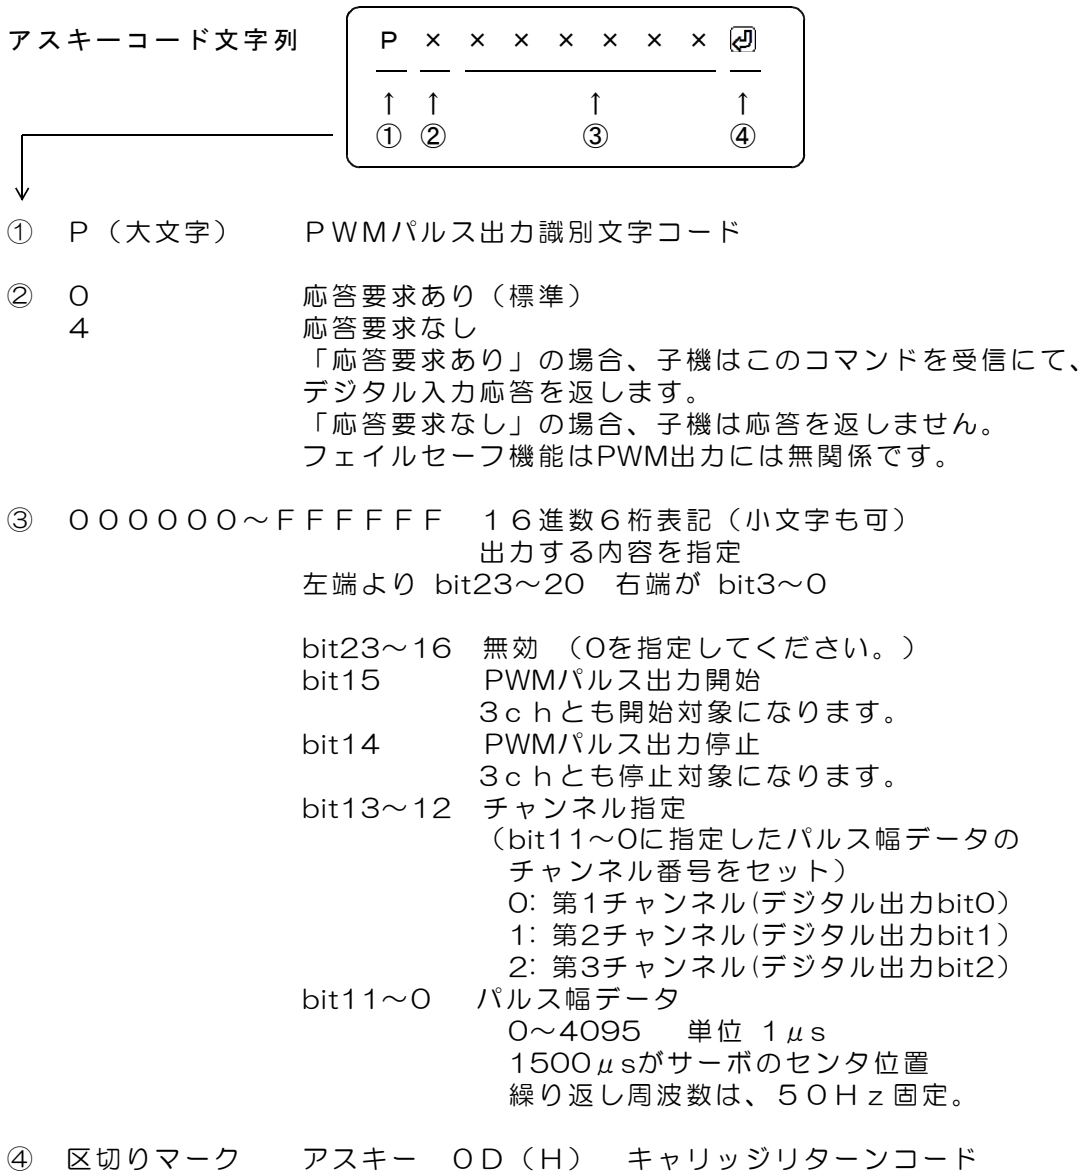 アスキーコード文字列　　P × × × × × × ×
↑ ↑ ↑ ↑
① ② ③ ④
①　P（大文字）　　PWMパルス出力識別文字コード
②　0　　応答要求あり（標準）
4　　応答要求なし
「応答要求あり」の場合、子機はこのコマンドを受信にて、
デジタル入力応答を返します。
「応答要求なし」の場合、子機は応答を返しません。
フェイルセーフ機能はPWM出力には無関係です。
③　000000～FFFFFF　16進数6桁表記（小文字も可）
出力する内容を指定
左端より bit23～20　右端が bit3～0
bit23～16　無効　（0を指定してください。）
bit15　　PWMパルス出力開始
3chとも開始対象になります。
bit14　　PWMパルス出力停止
3chとも停止対象になります。
bit13～12　チャンネル指定
（bit11～0に指定したパルス幅データの
チャンネル番号をセット）
0: 第1チャンネル(デジタル出力bit0)
1: 第2チャンネル(デジタル出力bit1)
2: 第3チャンネル(デジタル出力bit2)
bit11～0　パルス幅データ
0～4095　単位 1μs
1500μsがサーボのセンタ位置
繰り返し周波数は、50Hz固定。
④　区切りマーク　　アスキー　0D（H）　キャリッジリターンコード